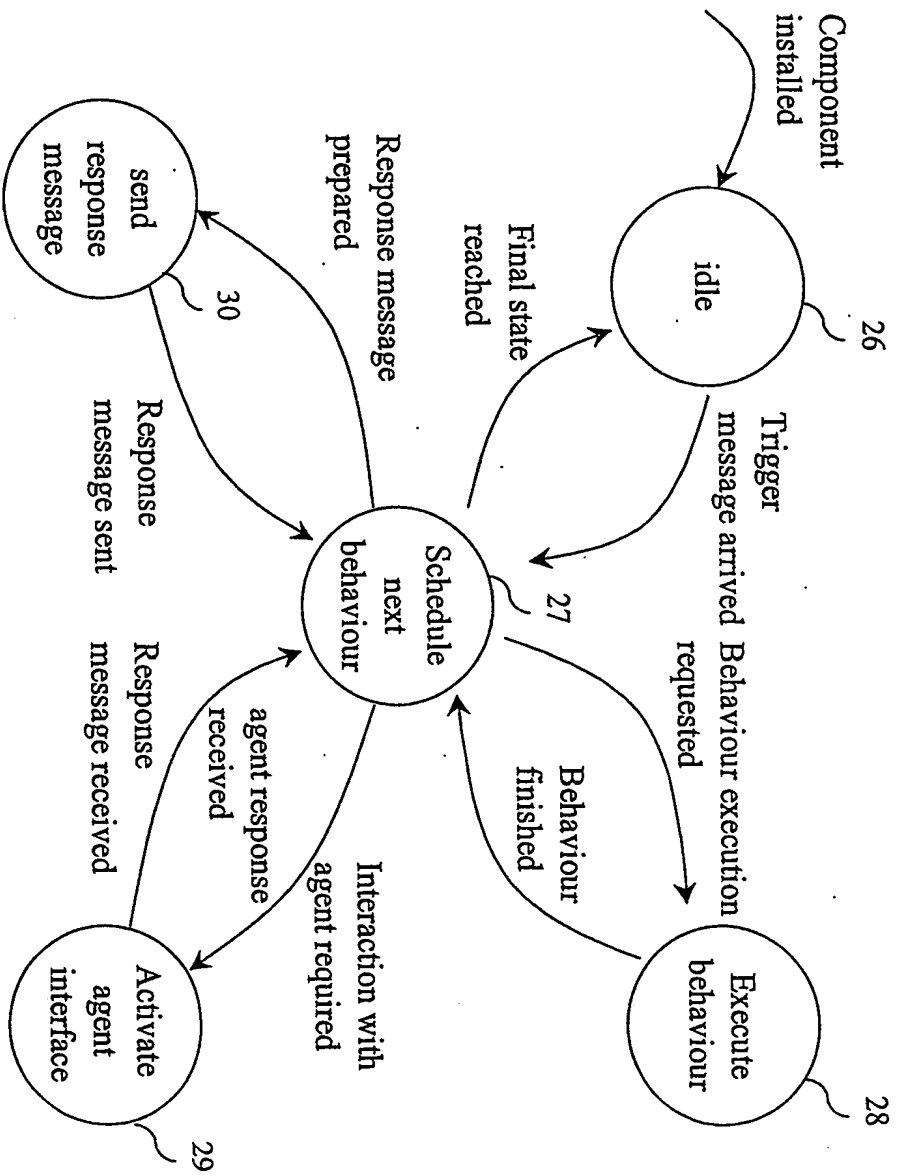 Component
installed
idle
26
Trigger
message arrived
Behaviour execution
requested
Execute
behaviour
28
Final state
reached
Behaviour
finished
27
Schedule
next
behaviour
Response message
prepared
Interaction with
agent required
agent response
received
30
send
response
message
Response
message sent
Response
message received
Activate
agent
interface
29